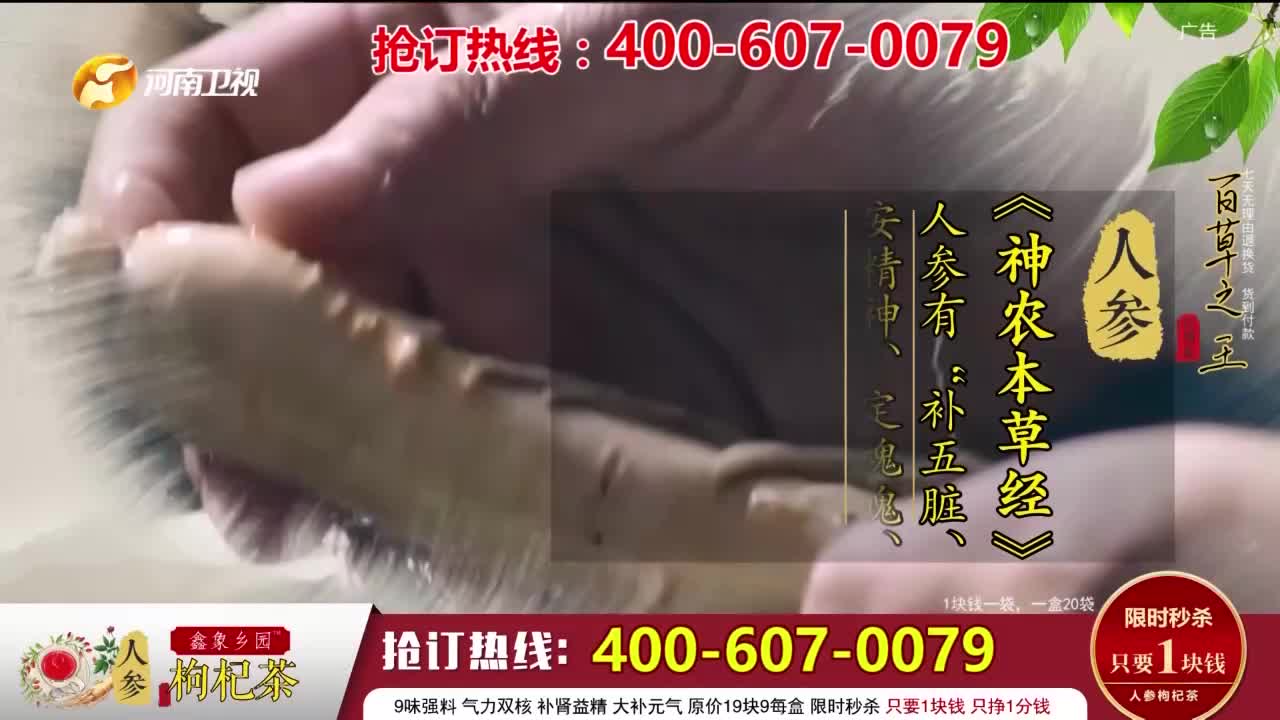 抢订热线：400-607-0079
广告
河南卫视
百草之王
七天无理由退换货 货到付款
人参
《神农本草经》
人参有：补五脏、
安精神、定魂魄、
1块钱一袋，一盒20袋
人参
鑫象乡园™
枸杞茶
抢订热线：400-607-0079
9味强料 气力双核 补肾益精 大补元气 原价19块9每盒 限时秒杀 只要1块钱 只挣1分钱
限时秒杀
只要1块钱
人参枸杞茶